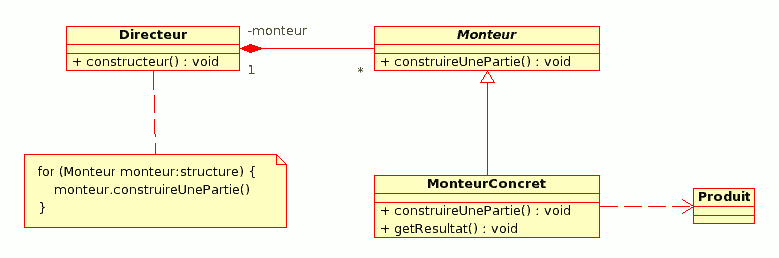 Directeur
+ constructeur() : void
-monteur
1
*
Monteur
+ construireUnePartie() : void
for (Monteur monteur:structure) {
monteur.construireUnePartie()
}
MonteurConcret
+ construireUnePartie() : void
+ getResultat() : void
Produit